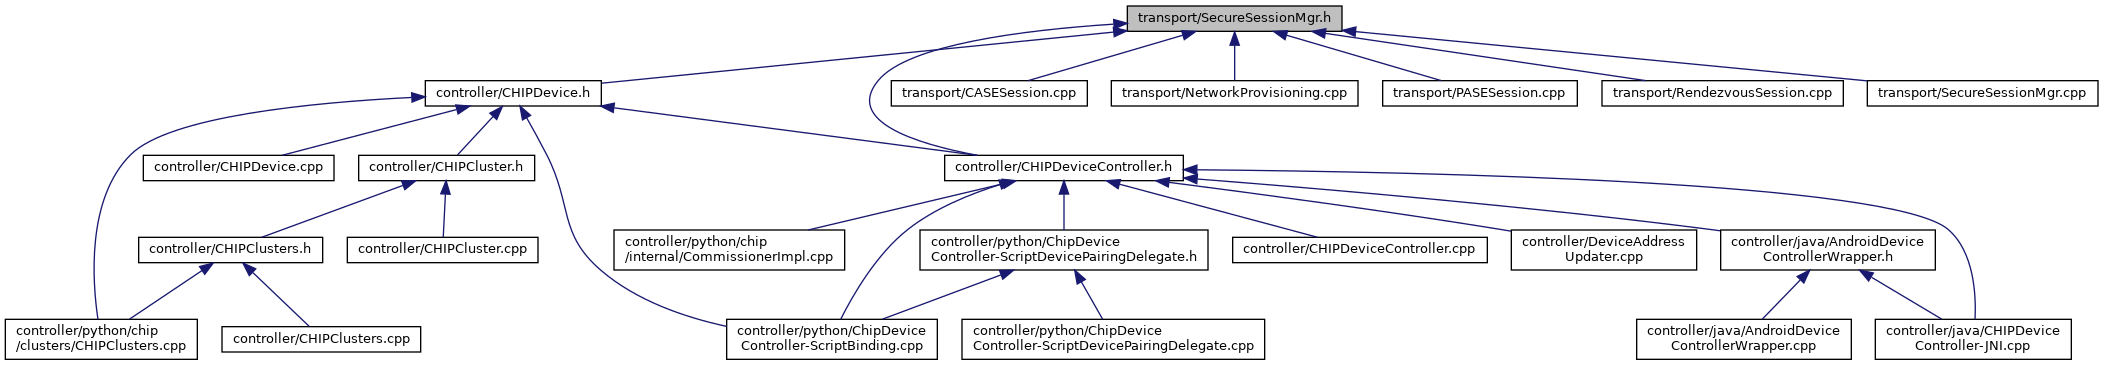 transport/SecureSessionMgr.h
controller/CHIPDevice.h
transport/CASESession.cpp
transport/NetworkProvisioning.cpp
transport/PASESession.cpp
transport/RendezvousSession.cpp
transport/SecureSessionMgr.cpp
controller/CHIPDevice.cpp
controller/CHIPCluster.h
controller/CHIPDeviceController.h
controller/CHIPClusters.h
controller/CHIPCluster.cpp
controller/python/chip
/internal/CommissionerImpl.cpp
controller/python/ChipDevice
Controller-ScriptDevicePairingDelegate.h
controller/CHIPDeviceController.cpp
controller/DeviceAddress
Updater.cpp
controller/java/AndroidDevice
ControllerWrapper.h
controller/python/chip
/clusters/CHIPClusters.cpp
controller/CHIPClusters.cpp
controller/python/ChipDevice
Controller-ScriptBinding.cpp
controller/python/ChipDevice
Controller-ScriptDevicePairingDelegate.cpp
controller/java/AndroidDevice
ControllerWrapper.cpp
controller/java/CHIPDevice
Controller-JNI.cpp